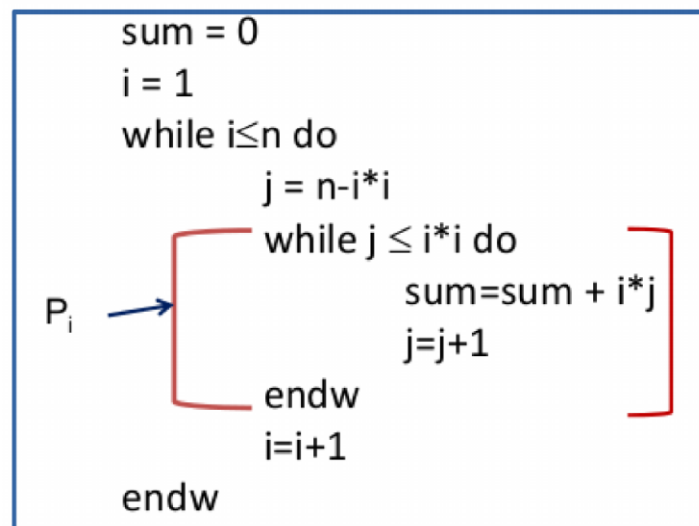 sum = 0
i = 1
while i≤n do
j = n-i*i
while j ≤ i*i do
sum=sum + i*j
P_i
j=j+1
endw
i=i+1
endw